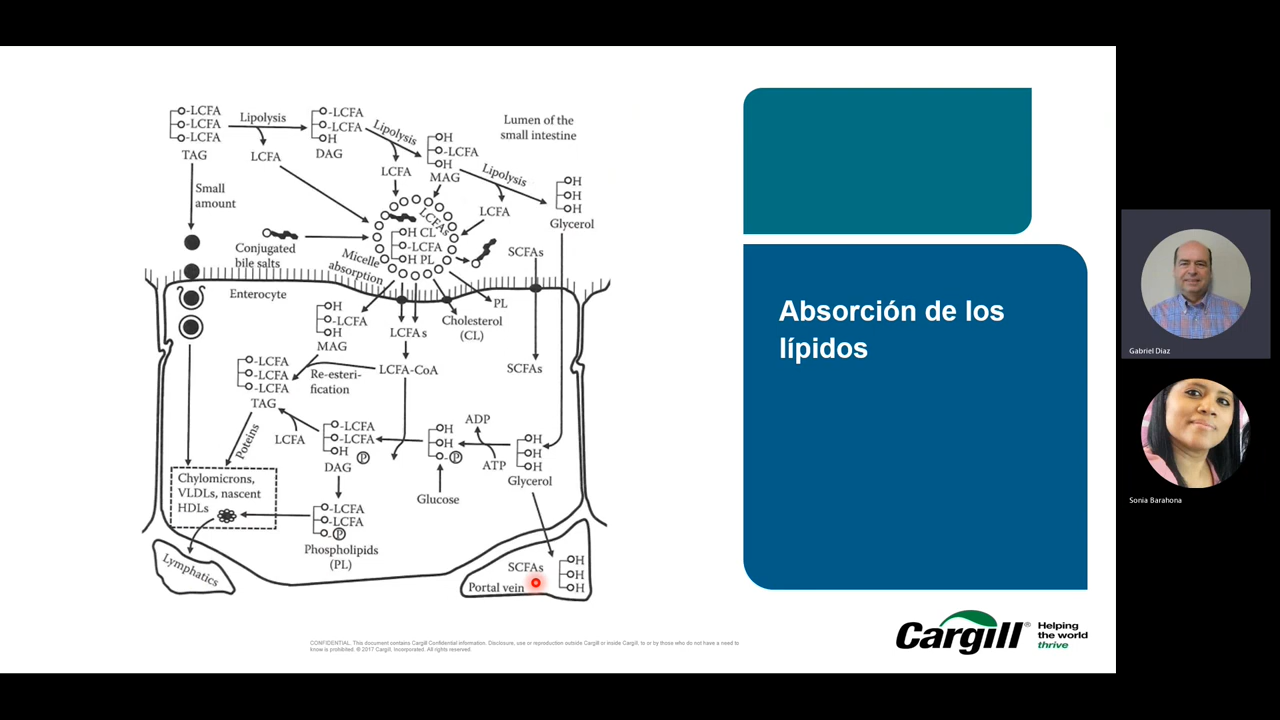 -LCFA
-LCFA
-LCFA
TAG
Lipolysis
LCFA
-LCFA
-LCFA
H
DAG
Lipolysis
LCFA
H
-LCFA
H
MAG
Lipolysis
LCFA
H
H
H
Glycerol
Lumen of the
small intestine
Small
amount
Conjugated
bile salts
LCFAs
H CL
-LCFA
H PL
Micelle
absorption
SCFAs
Enterocyte
PL
Cholesterol
(CL)
H
-LCFA
H
MAG
LCFAs
SCFAs
LCFA-CoA
Re-esteri-
fication
-LCFA
-LCFA
-LCFA
TAG
Poteins
LCFA
-LCFA
-LCFA
H
P
DAG
H
H
-P
Glucose
ADP
ATP
H
H
H
Glycerol
Chylomicrons,
VLDLs, nascent
HDLs
-LCFA
-LCFA
-P
Phospholipids
(PL)
Lymphatics
SCFAs
Portal vein
H
H
H
Absorción de los
lípidos
CONFIDENTIAL. This document contains Cargill Confidential information. Disclosure, use or reproduction outside Cargill or inside Cargill, to or by those who do not have a need to
know is prohibited. © 2017 Cargill, Incorporated. All rights reserved.
Cargill®
Helping
the world
thrive
Gabriel Diaz
Sonia Barahona